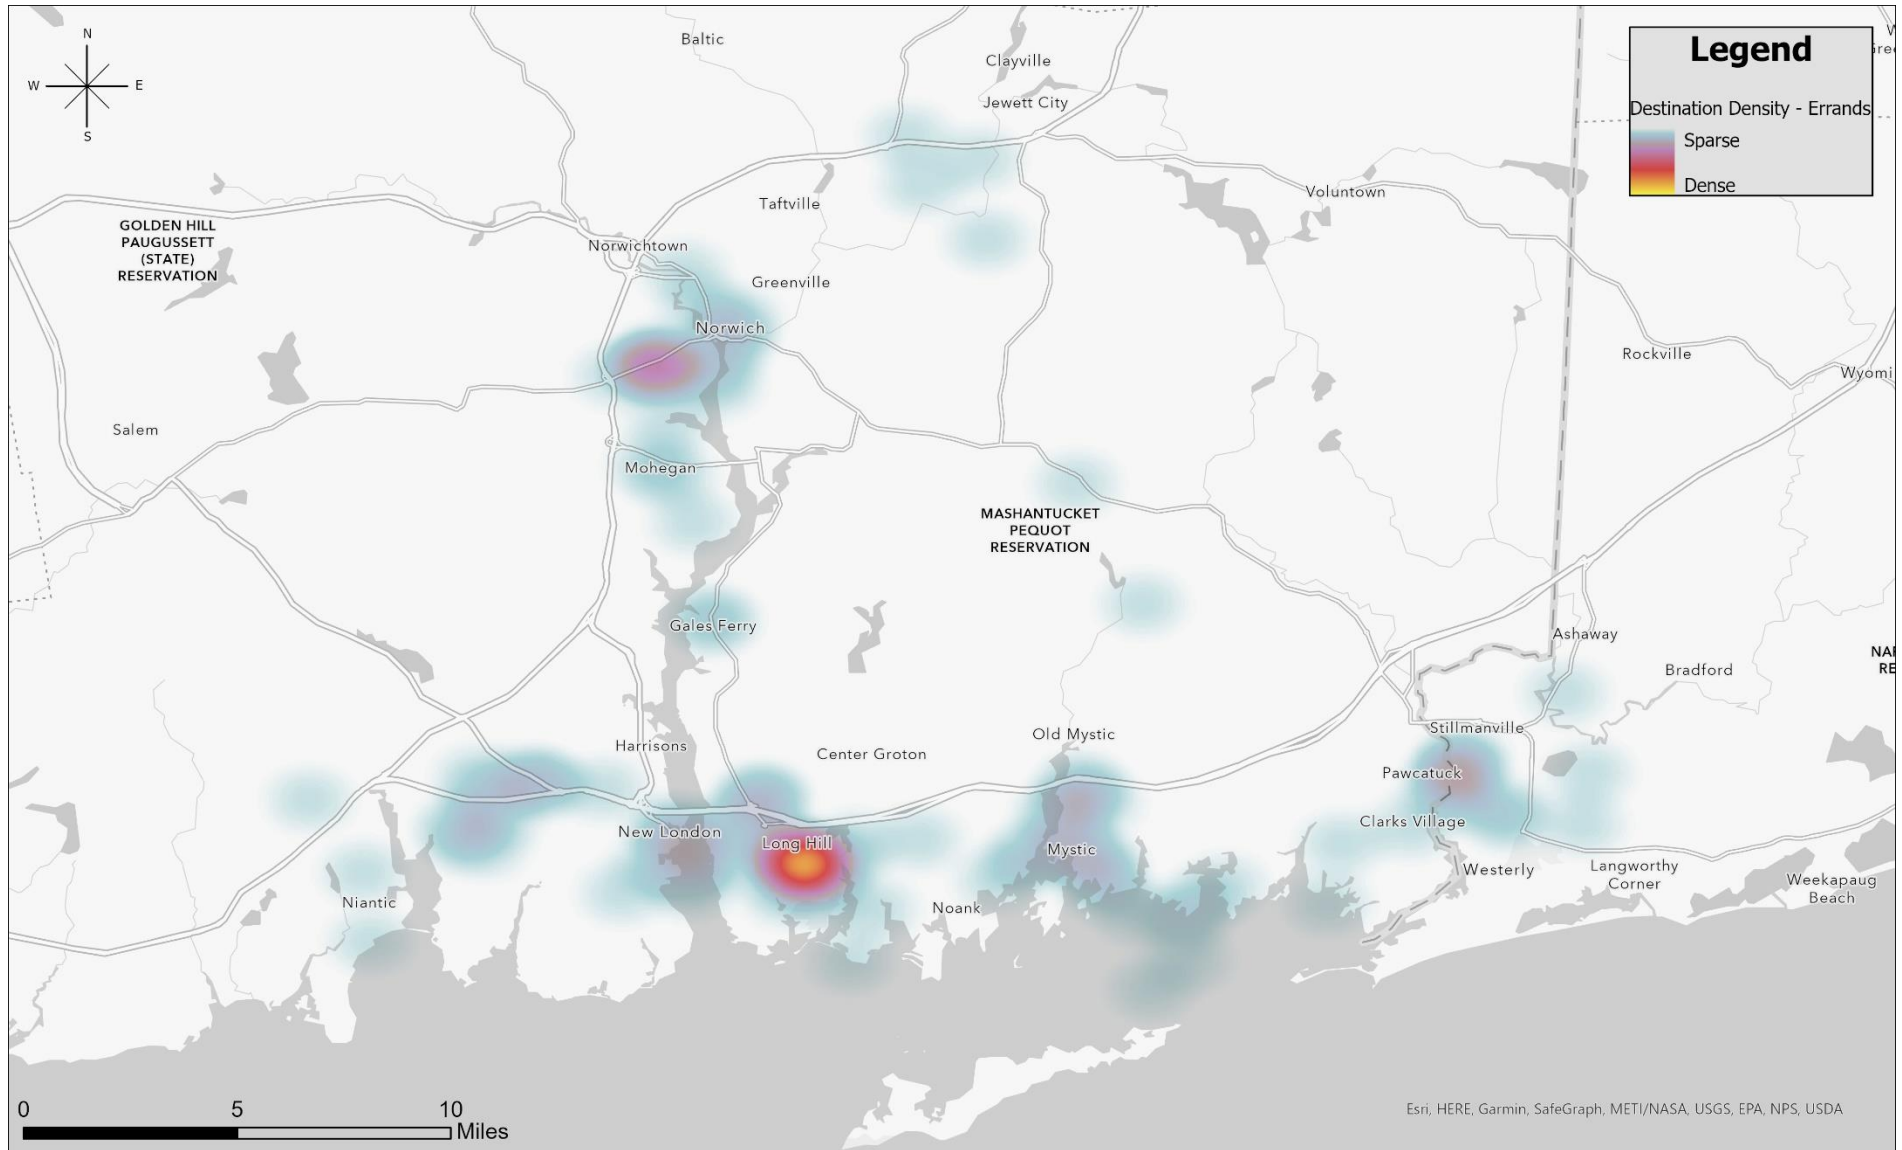 N
W
E
S
Legend
Destination Density - Errands
Sparse
Dense
Baltic
Clayville
Jewett City
Taftville
Voluntown
GOLDEN HILL
PAUGUSSETT
(STATE)
RESERVATION
Norwichtown
Greenville
Norwich
Rockville
Wyomi
Salem
Mohegan
MASHANTUCKET
PEQUOT
RESERVATION
Gales Ferry
Ashaway
Bradford
NAR
RE
Stillmanville
Old Mystic
Harrisons
Center Groton
Pawcatuck
New London
Long Hill
Mystic
Clarks Village
Westerly
Langworthy
Corner
Weekapaug
Beach
Niantic
Noank
0 5 10
Miles
Esri, HERE, Garmin, SafeGraph, METI/NASA, USGS, EPA, NPS, USDA